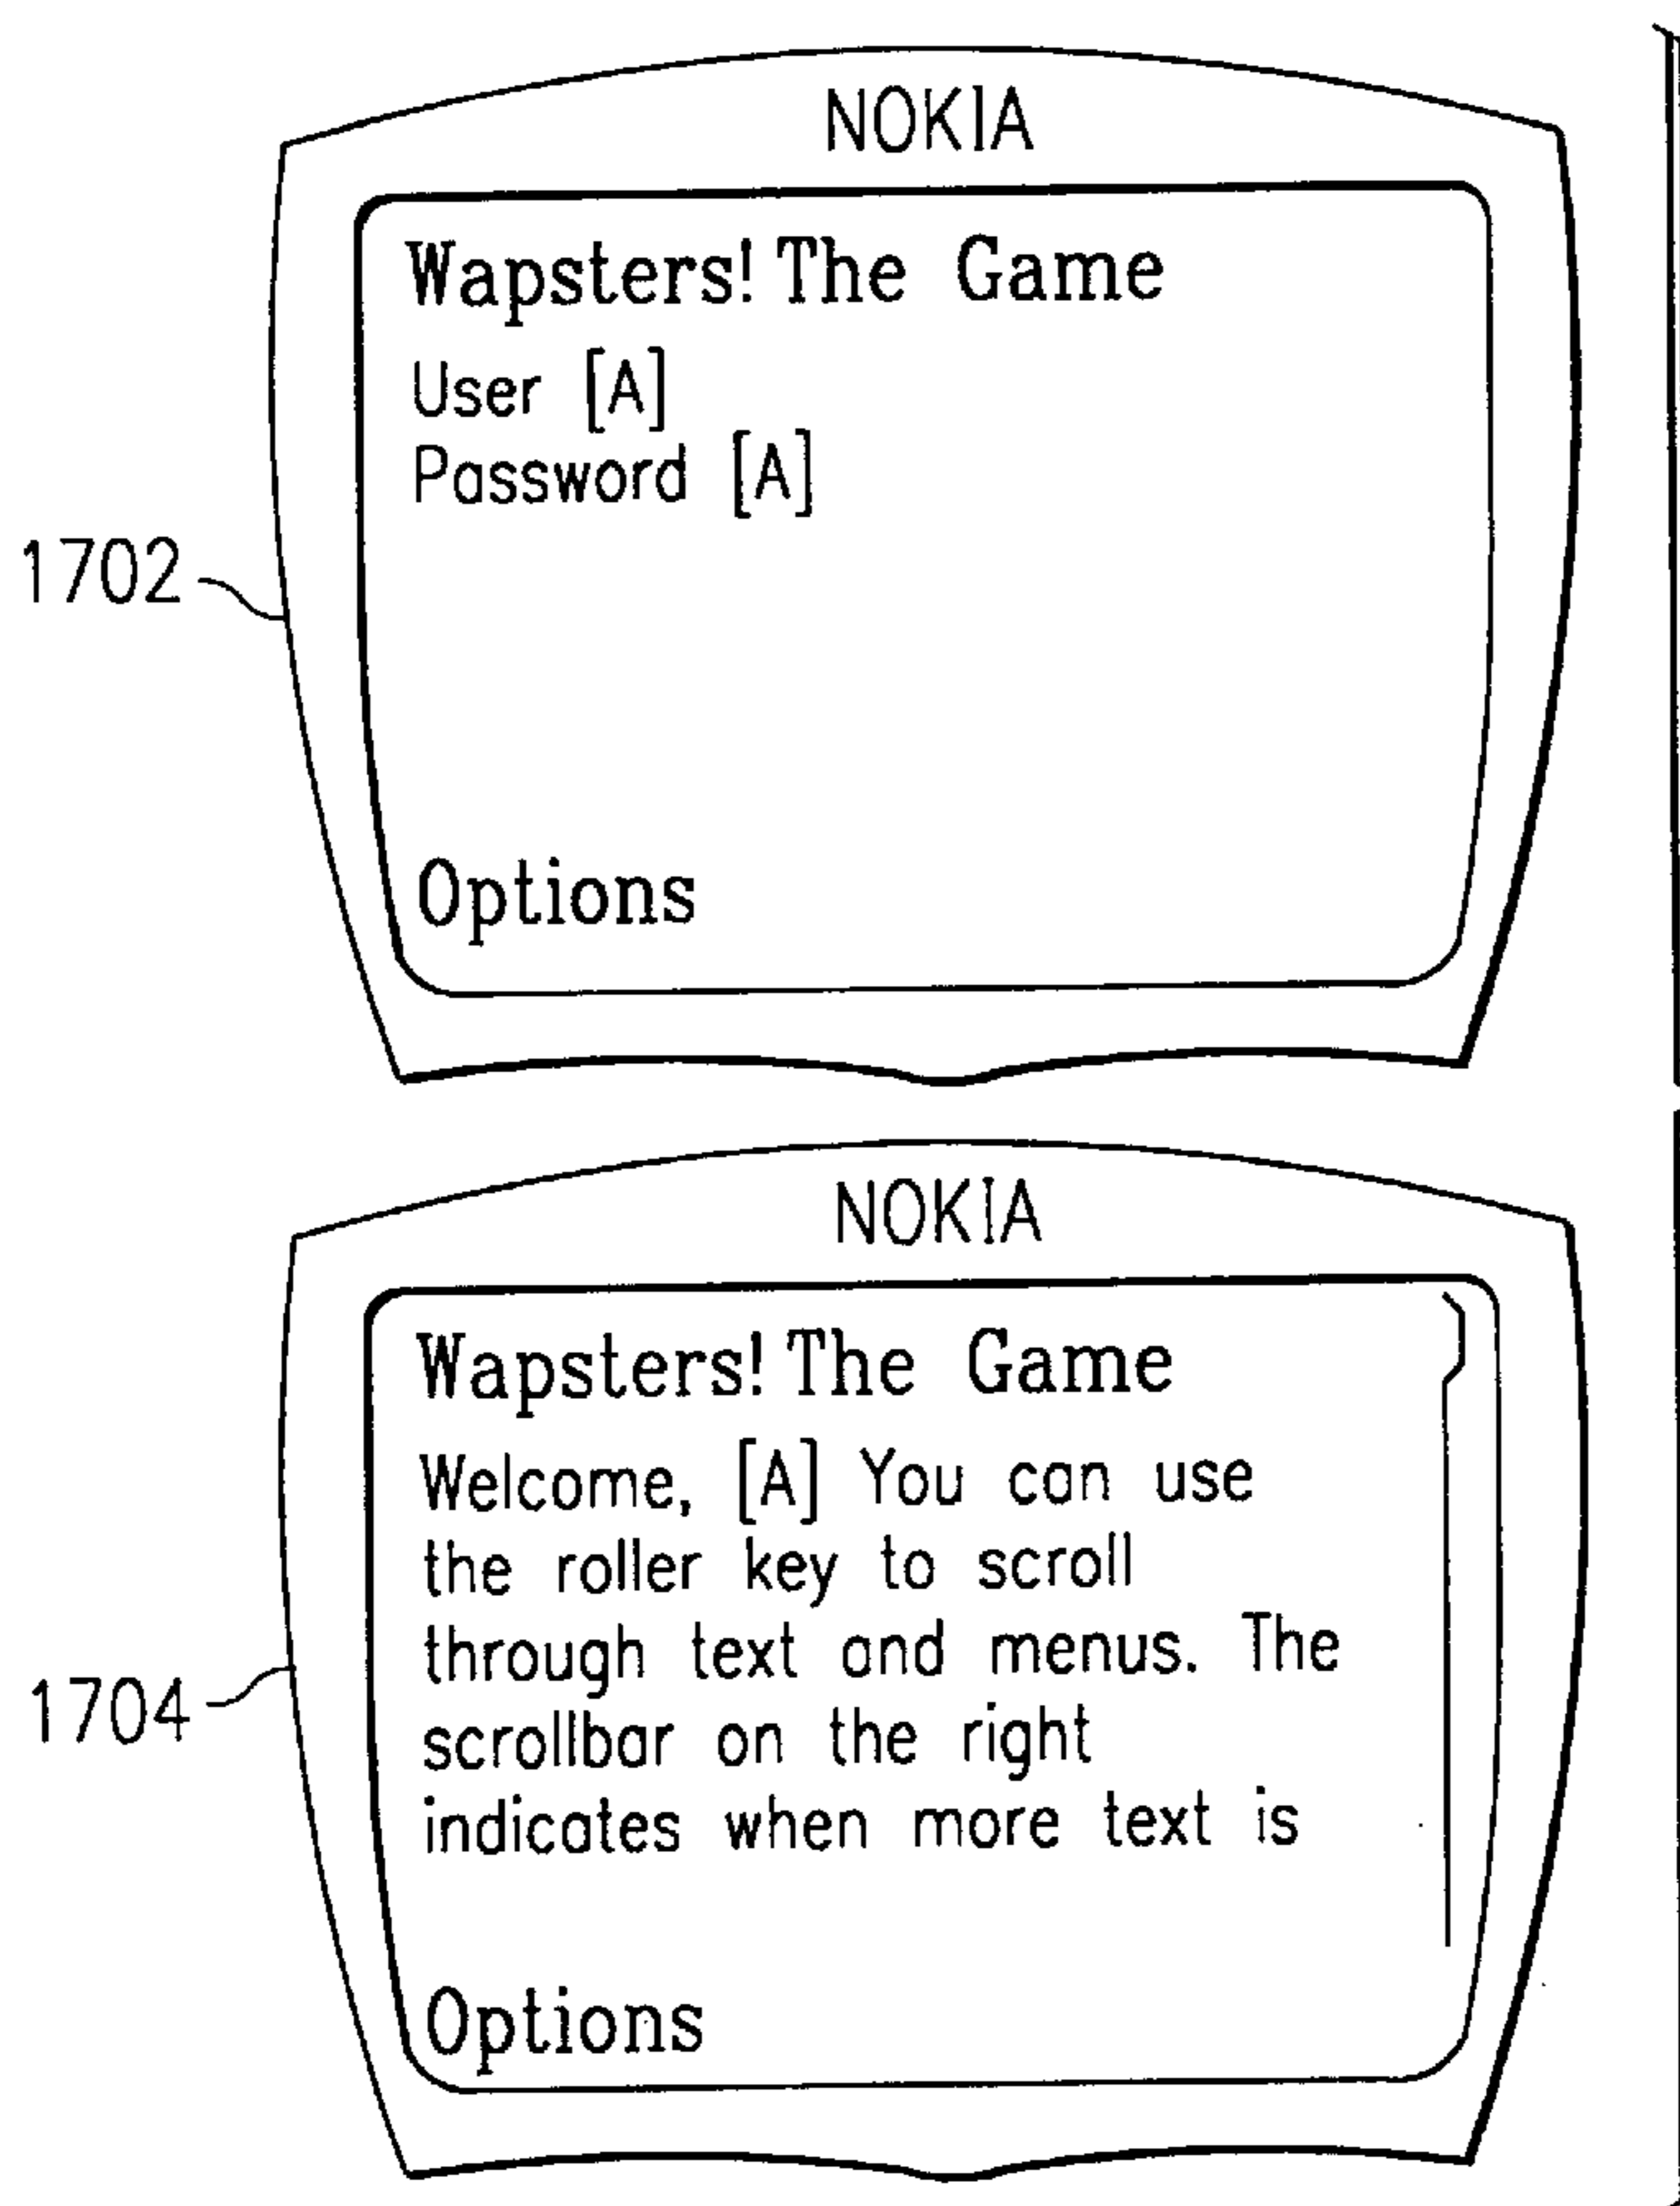 NOKIA
Wapsters! The Game
User [A]
Password [A]
1702
Options
NOKIA
Wapsters! The Game
Welcome, [A] You can use
the roller key to scroll
through text and menus. The
1704
scrollbar on the right
indicates when more text is
Options